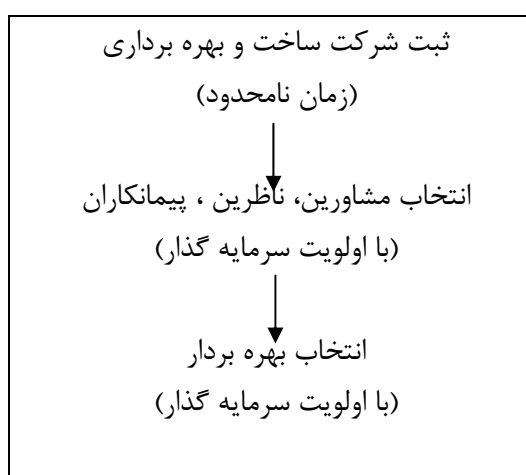 ثبت شرکت ساخت و بهره برداری
(زمان نامحدود)
انتخاب مشاورین، ناظرین ، پیمانکاران
(با اولویت سرمایه گذار)
انتخاب بهره بردار
(با اولویت سرمایه گذار)